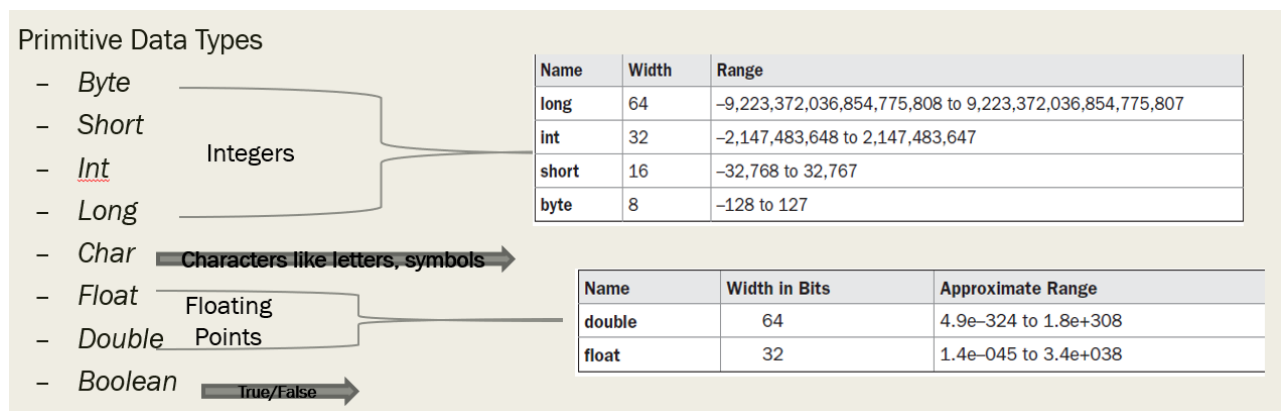 Primitive Data Types
– Byte
– Short
– Int
– Long
– Char
– Float
– Double
– Boolean
Integers
Characters like letters, symbols
Floating
Points
True/False
Name Width Range
long 64 –9,223,372,036,854,775,808 to 9,223,372,036,854,775,807
int 32 –2,147,483,648 to 2,147,483,647
short 16 –32,768 to 32,767
byte 8 –128 to 127
Name Width in Bits Approximate Range
double 64 4.9e–324 to 1.8e+308
float 32 1.4e–045 to 3.4e+038